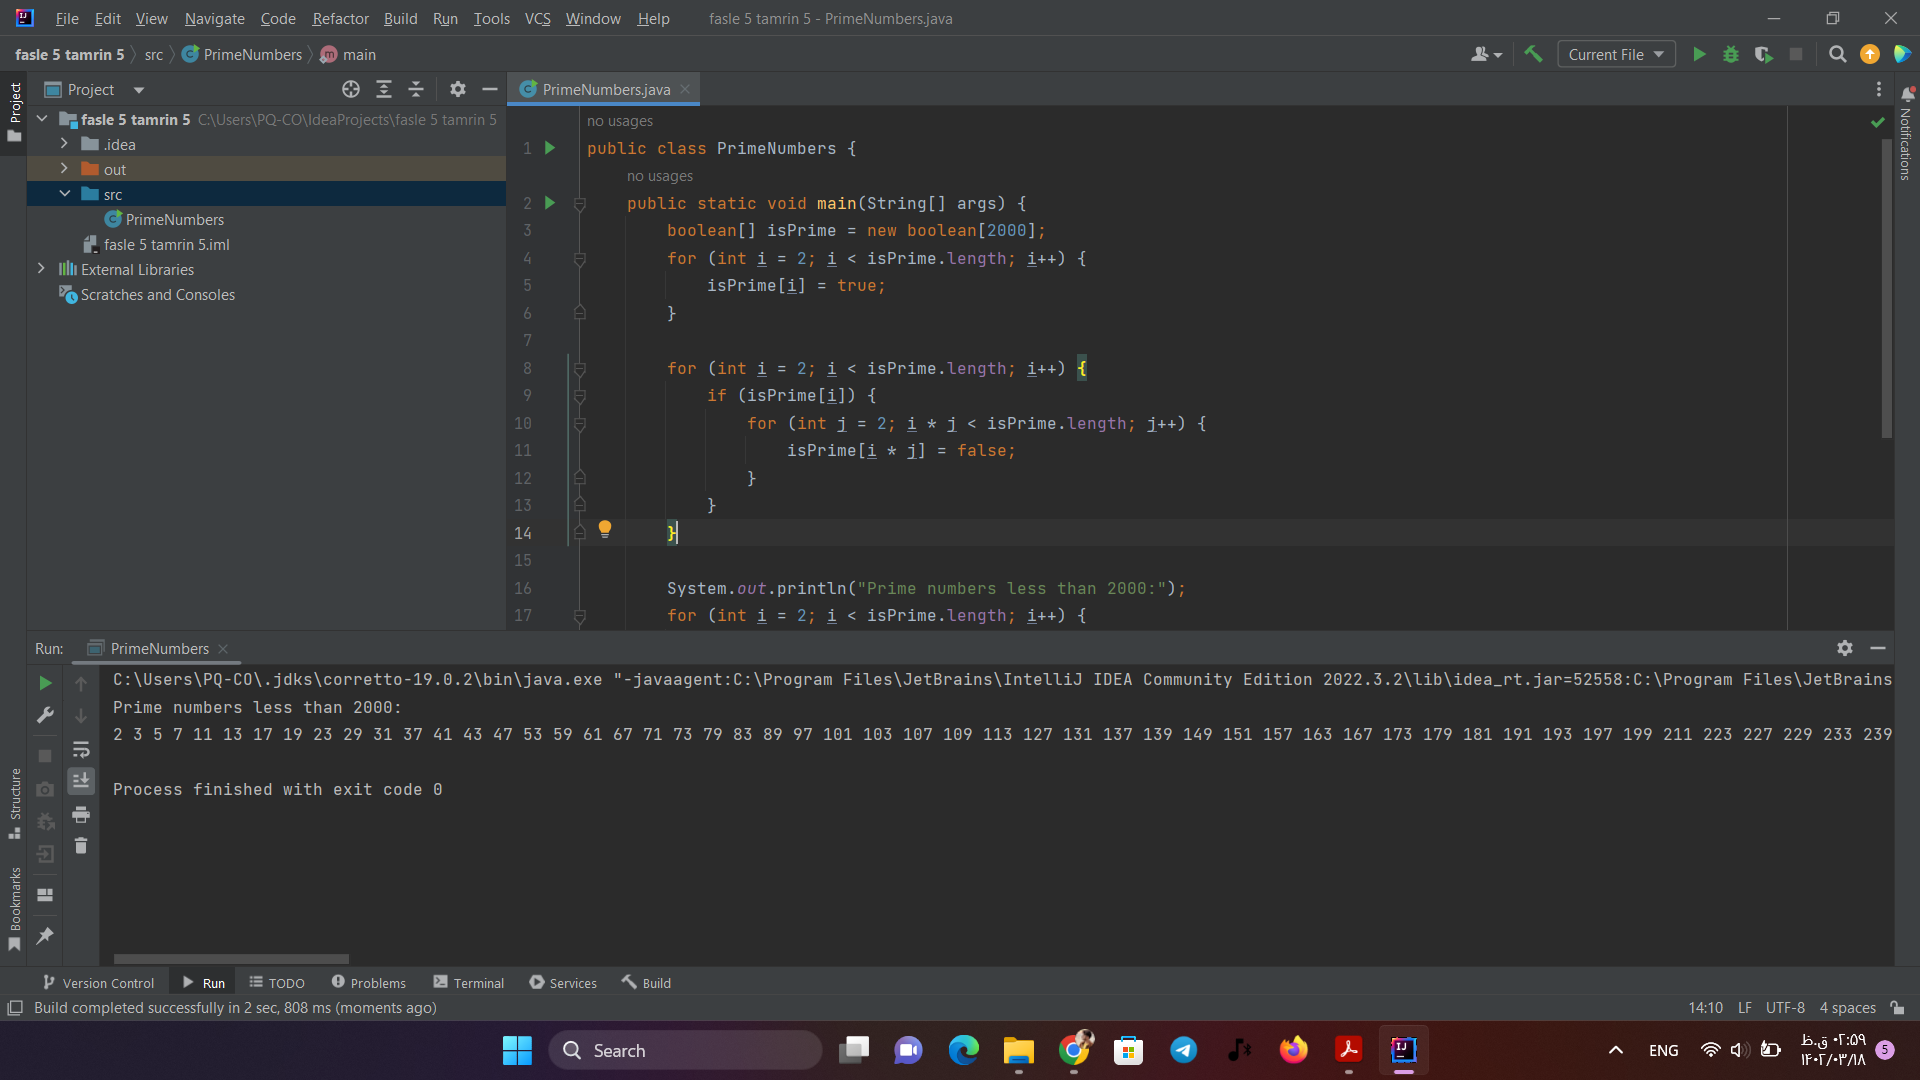 File Edit View Navigate Code Refactor Build Run Tools VCS Window Help fasle 5 tamrin 5 - PrimeNumbers.java
fasle 5 tamrin 5 src PrimeNumbers main Current File
Project
Project
fasle 5 tamrin 5 C:\Users\PQ-CO\IdeaProjects\fasle 5 tamrin 5
.idea
out
src
PrimeNumbers
fasle 5 tamrin 5.iml
External Libraries
Scratches and Consoles
PrimeNumbers.java
Notifications
no usages
1 public class PrimeNumbers {
no usages
2 public static void main(String[] args) {
3 boolean[] isPrime = new boolean[2000];
4 for (int i = 2; i < isPrime.length; i++) {
5 isPrime[i] = true;
6 }
7
8 for (int i = 2; i < isPrime.length; i++) {
9 if (isPrime[i]) {
10 for (int j = 2; i * j < isPrime.length; j++) {
11 isPrime[i * j] = false;
12 }
13 }
14 }
15
16 System.out.println("Prime numbers less than 2000:");
17 for (int i = 2; i < isPrime.length; i++) {
Run: PrimeNumbers
C:\Users\PQ-CO\.jdks\corretto-19.0.2\bin\java.exe "-javaagent:C:\Program Files\JetBrains\IntelliJ IDEA Community Edition 2022.3.2\lib\idea_rt.jar=52558:C:\Program Files\JetBrains
Prime numbers less than 2000:
2 3 5 7 11 13 17 19 23 29 31 37 41 43 47 53 59 61 67 71 73 79 83 89 97 101 103 107 109 113 127 131 137 139 149 151 157 163 167 173 179 181 191 193 197 199 211 223 227 229 233 239
Process finished with exit code 0
Structure
Bookmarks
Version Control Run TODO Problems Terminal Services Build
Build completed successfully in 2 sec, 808 ms (moments ago) 14:10 LF UTF-8 4 spaces
Search ENG ۰۲:۵۹ ق.ظ 5
۱۴۰۲/۰۳/۱۸